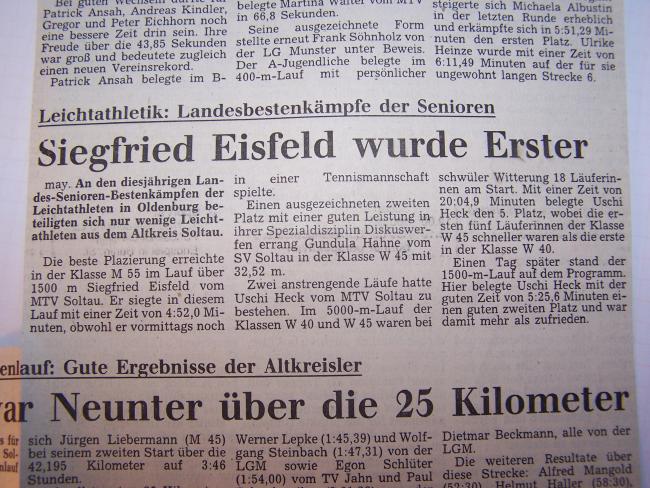 Bei guten Wechseln dürfte für
Patrick Ansah, Andreas Kindler,
Gregor und Peter Eichhorn noch
eine bessere Zeit drin sein. Ihre
Freude über die 43,85 Sekunden
war groß und bedeutete zugleich
einen neuen Vereinsrekord.
Patrick Ansah belegte im B-
belegte Martina Walter vom MTV
in 66,8 Sekunden.
Seine ausgezeichnete Form
stellte erneut Frank Söhnholz von
der LG Munster unter Beweis.
Der A-Jugendliche belegte im
400-m-Lauf mit persönlicher
steigerte sich Michaela Albustin
in der letzten Runde erheblich
und erkämpfte sich in 5:51,29 Mi-
nuten den ersten Platz. Ulrike
Heinze wurde mit einer Zeit von
6:11,49 Minuten auf der für sie
ungewohnt langen Strecke 6.
Leichtathletik: Landesbestenkämpfe der Senioren
Siegfried Eisfeld wurde Erster
may. An den diesjährigen Lan-
des-Senioren-Bestenkämpfen der
Leichtathleten in Oldenburg be-
teiligten sich nur wenige Leicht-
athleten aus dem Altkreis Soltau.
Die beste Plazierung erreichte
in der Klasse M 55 im Lauf über
1500 m Siegfried Eisfeld vom
MTV Soltau. Er siegte in diesem
Lauf mit einer Zeit von 4:52,0 Mi-
nuten, obwohl er vormittags noch
in einer Tennismannschaft
spielte.
Einen ausgezeichneten zweiten
Platz mit einer guten Leistung in
ihrer Spezialdisziplin Diskuswer-
fen errang Gundula Hahne vom
SV Soltau in der Klasse W 45 mit
32,52 m.
Zwei anstrengende Läufe hatte
Uschi Heck vom MTV Soltau zu
bestehen. Im 5000-m-Lauf der
Klassen W 40 und W 45 waren bei
schwüler Witterung 18 Läuferin-
nen am Start. Mit einer Zeit von
20:04,9 Minuten belegte Uschi
Heck den 5. Platz, wobei die er-
sten fünf Läuferinnen der Klasse
W 45 schneller waren als die erste
in der W 40.
Einen Tag später stand der
1500-m-Lauf auf dem Programm.
Hier belegte Uschi Heck mit der
guten Zeit von 5:25,6 Minuten ei-
nen guten zweiten Platz und war
damit mehr als zufrieden.
enlauf: Gute Ergebnisse der Altkreisler
ar Neunter über die 25 Kilometer
s für
Sol-
nlauf
sich Jürgen Liebermann (M 45)
bei seinem zweiten Start über die
42,195 Kilometer auf 3:46
Stunden.
Werner Lepke (1:45,39) und Wolf-
gang Steinbach (1:47,31) von der
LGM sowie Egon Schlüter
(1:54,00) vom TV Jahn und Paul
Dietmar Beckmann, alle von der
LGM.
Die weiteren Resultate über
diese Strecke: Alfred Mangold
(52:30), Helmut Haller (58:30),